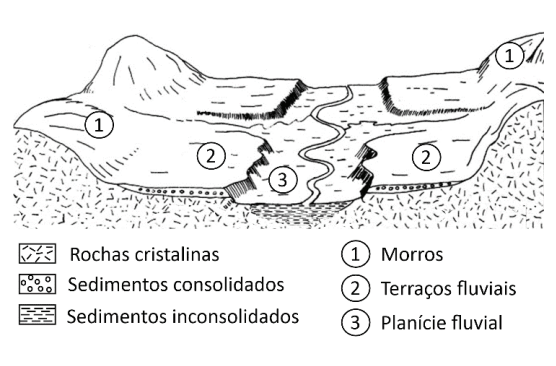 1
1
2
2
3
Rochas cristalinas
Sedimentos consolidados
Sedimentos inconsolidados
1 Morros
2 Terraços fluviais
3 Planície fluvial